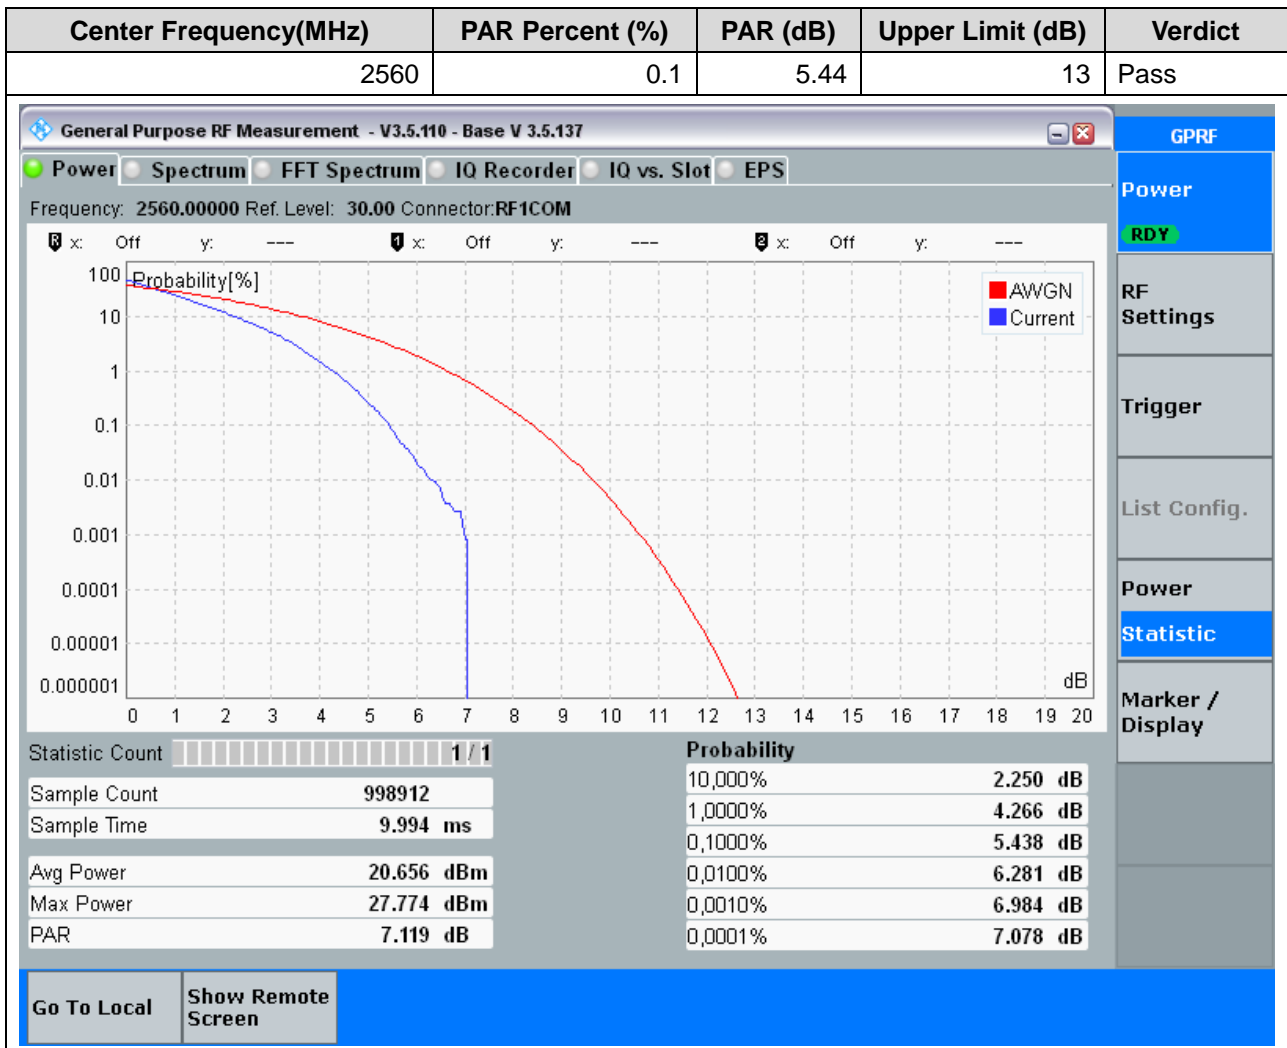 Center Frequency(MHz) PAR Percent (%) PAR (dB) Upper Limit (dB) Verdict
2560 0.1 5.44 13 Pass
General Purpose RF Measurement - V3.5.110 - Base V 3.5.137
GPRF
Power Spectrum FFT Spectrum IQ Recorder IQ vs. Slot EPS
Power
RDY
Frequency: 2560.00000 Ref. Level: 30.00 Connector:RF1COM
R x: Off y: --- 1 x: Off y: --- 2 x: Off y: ---
Probability[%]
AWGN
Current
100
10
1
0.1
0.01
0.001
0.0001
0.00001
0.000001
dB
0 1 2 3 4 5 6 7 8 9 10 11 12 13 14 15 16 17 18 19 20
RF
Settings
Trigger
List Config.
Power
Statistic
Marker /
Display
Statistic Count 1 / 1
Sample Count 998912
Sample Time 9.994 ms
Avg Power 20.656 dBm
Max Power 27.774 dBm
PAR 7.119 dB
Probability
10,000% 2.250 dB
1,0000% 4.266 dB
0,1000% 5.438 dB
0,0100% 6.281 dB
0,0010% 6.984 dB
0,0001% 7.078 dB
Go To Local
Show Remote
Screen